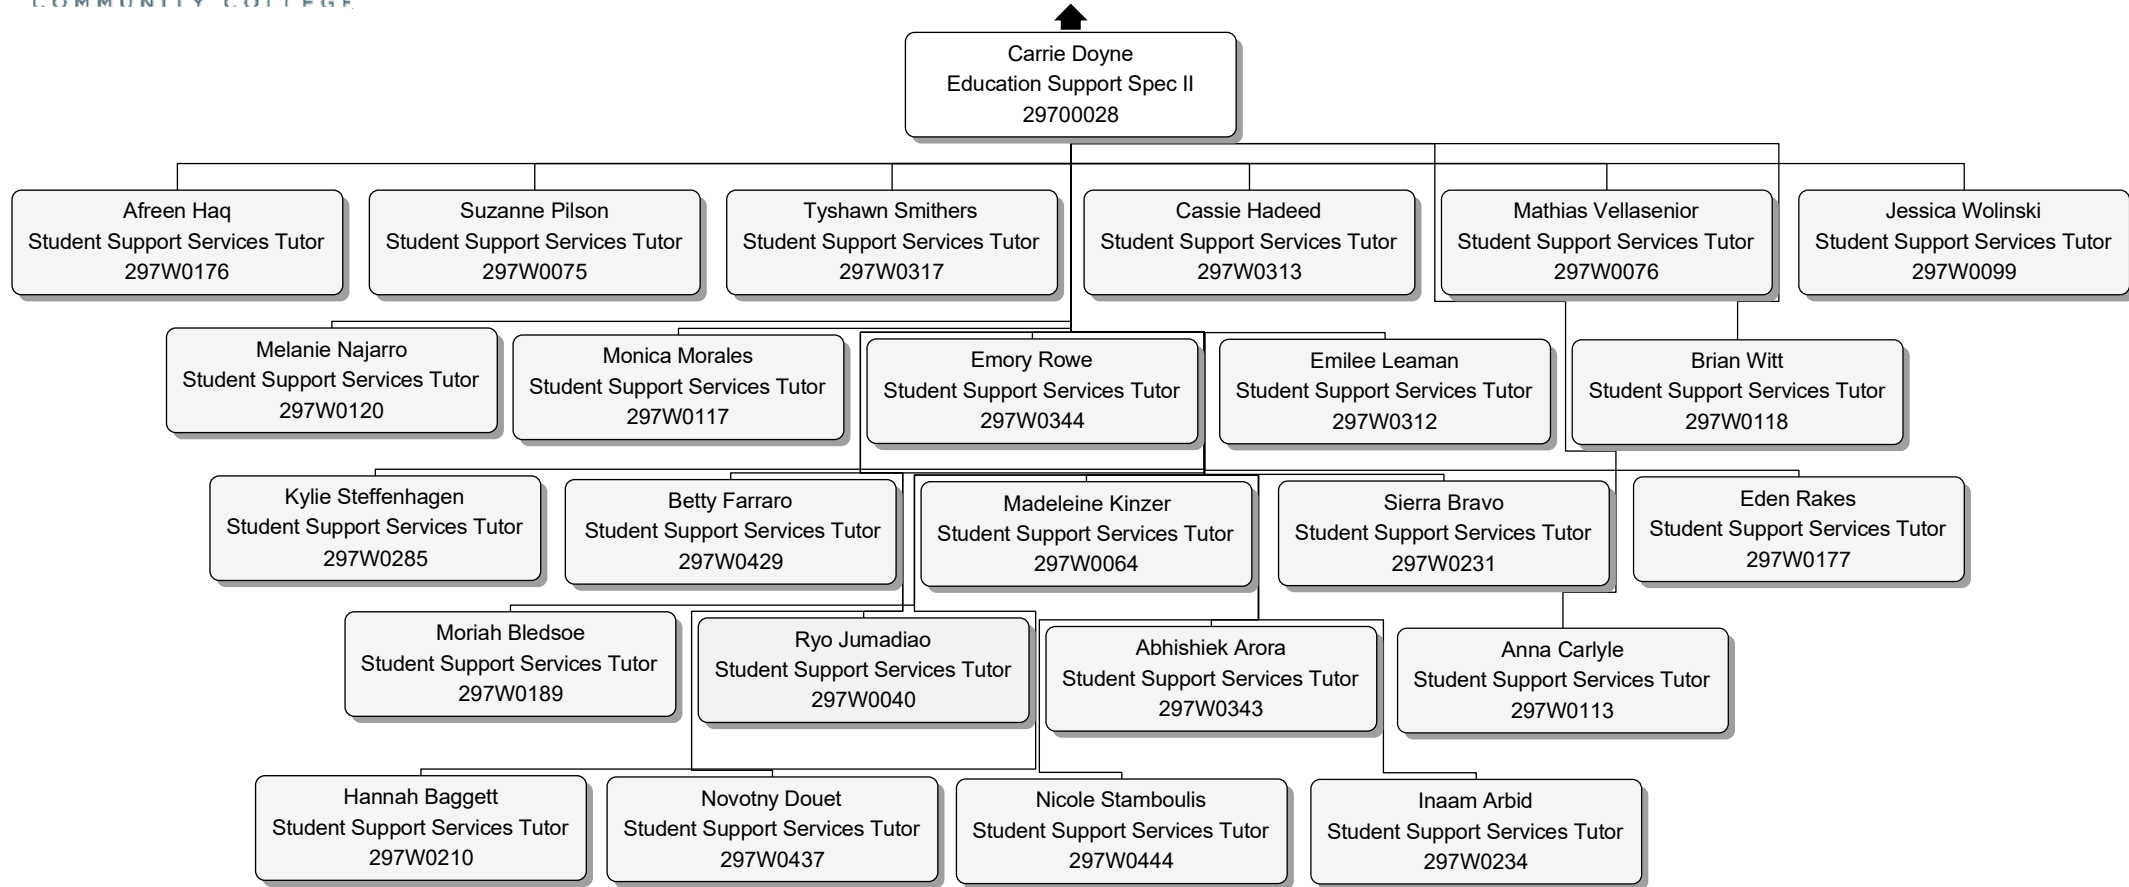 COMMUNITY COLLEGE
Carrie Doyne
Education Support Spec II
29700028
Afreen Haq
Student Support Services Tutor
297W0176
Suzanne Pilson
Student Support Services Tutor
297W0075
Tyshawn Smithers
Student Support Services Tutor
297W0317
Cassie Hadeed
Student Support Services Tutor
297W0313
Mathias Vellasenior
Student Support Services Tutor
297W0076
Jessica Wolinski
Student Support Services Tutor
297W0099
Melanie Najarro
Student Support Services Tutor
297W0120
Monica Morales
Student Support Services Tutor
297W0117
Emory Rowe
Student Support Services Tutor
297W0344
Emilee Leaman
Student Support Services Tutor
297W0312
Brian Witt
Student Support Services Tutor
297W0118
Kylie Steffenhagen
Student Support Services Tutor
297W0285
Betty Farraro
Student Support Services Tutor
297W0429
Madeleine Kinzer
Student Support Services Tutor
297W0064
Sierra Bravo
Student Support Services Tutor
297W0231
Eden Rakes
Student Support Services Tutor
297W0177
Moriah Bledsoe
Student Support Services Tutor
297W0189
Ryo Jumadiao
Student Support Services Tutor
297W0040
Abhishiek Arora
Student Support Services Tutor
297W0343
Anna Carlyle
Student Support Services Tutor
297W0113
Hannah Baggett
Student Support Services Tutor
297W0210
Novotny Douet
Student Support Services Tutor
297W0437
Nicole Stamboulis
Student Support Services Tutor
297W0444
Inaam Arbid
Student Support Services Tutor
297W0234